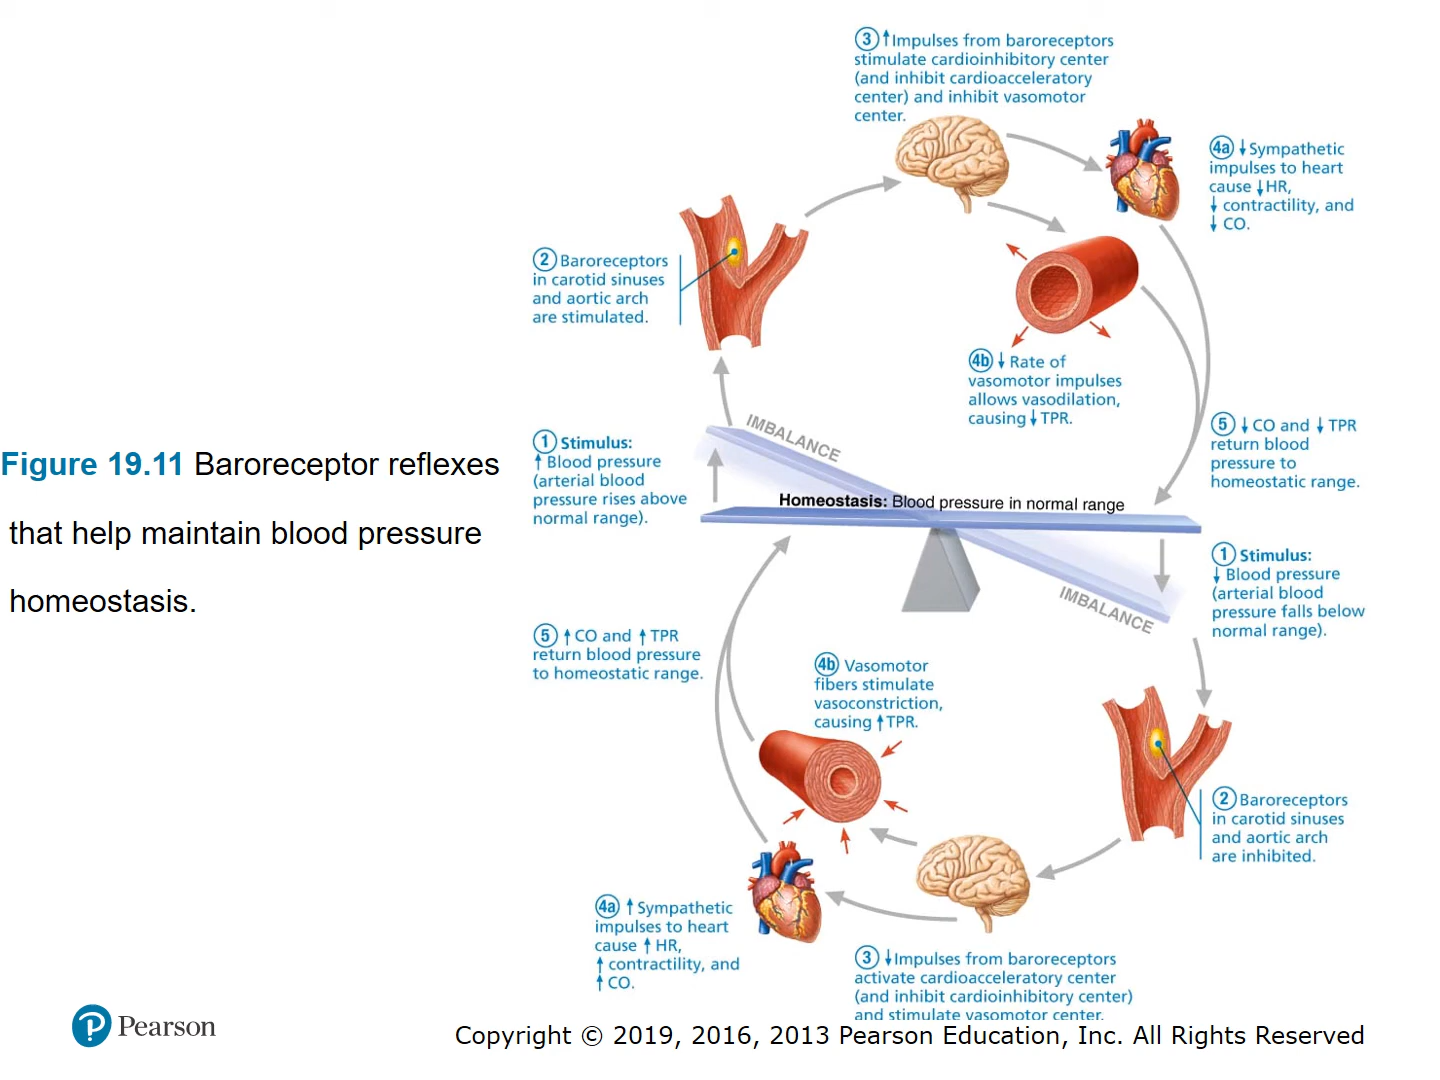 Figure 19.11 Baroreceptor reflexes
that help maintain blood pressure
homeostasis.
3 ↑Impulses from baroreceptors
stimulate cardioinhibitory center
(and inhibit cardioacceleratory
center) and inhibit vasomotor
center.
4a ↓Sympathetic
impulses to heart
cause ↓HR,
↓ contractility, and
↓ CO.
2 Baroreceptors
in carotid sinuses
and aortic arch
are stimulated.
4b ↓ Rate of
vasomotor impulses
allows vasodilation,
causing ↓TPR.
1 Stimulus:
↑ Blood pressure
(arterial blood
pressure rises above
normal range).
IMBALANCE
5 ↓ CO and ↓ TPR
return blood
pressure to
homeostatic range.
Homeostasis: Blood pressure in normal range
1 Stimulus:
↓ Blood pressure
(arterial blood
pressure falls below
normal range).
IMBALANCE
5 ↑CO and ↑TPR
return blood pressure
to homeostatic range.
4b Vasomotor
fibers stimulate
vasoconstriction,
causing ↑TPR.
2 Baroreceptors
in carotid sinuses
and aortic arch
are inhibited.
4a ↑ Sympathetic
impulses to heart
cause ↑ HR,
↑ contractility, and
↑ CO.
3 ↓Impulses from baroreceptors
activate cardioacceleratory center
(and inhibit cardioinhibitory center)
and stimulate vasomotor center.
P Pearson
Copyright © 2019, 2016, 2013 Pearson Education, Inc. All Rights Reserved